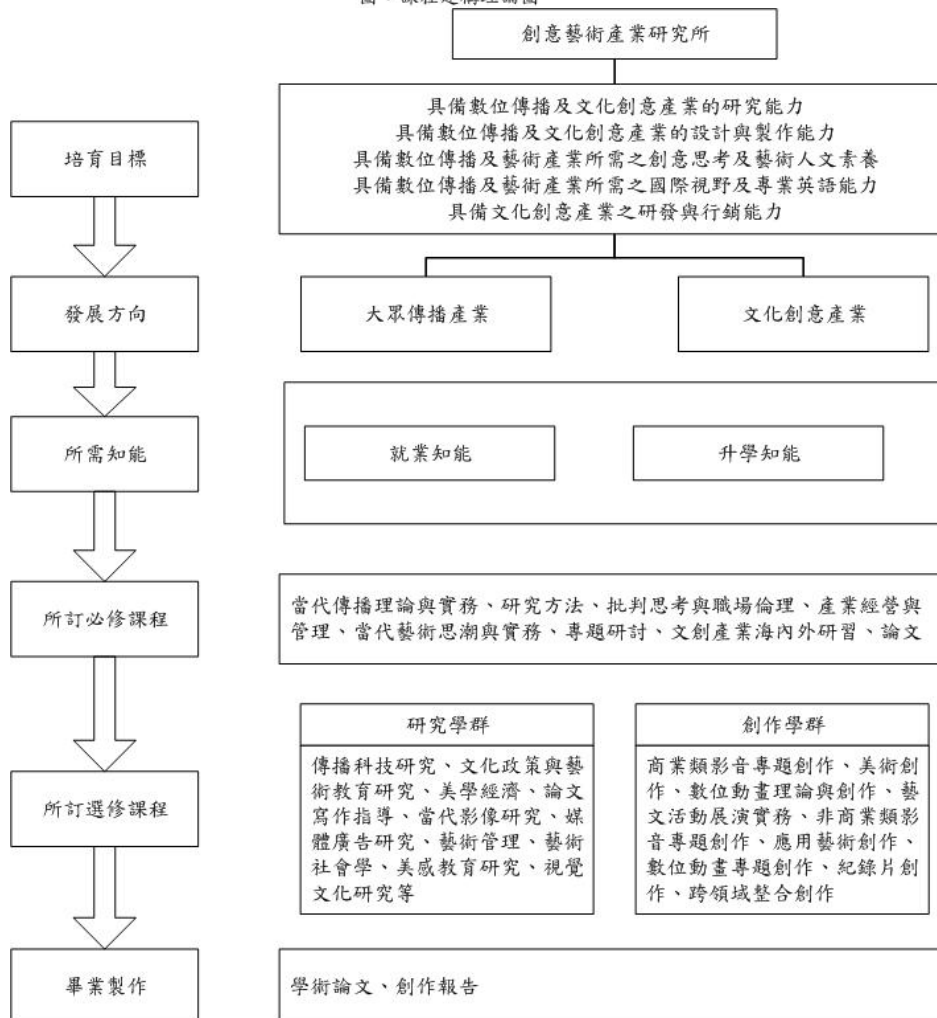 圖：課程建構理論圖
創意藝術產業研究所
培育目標
具備數位傳播及文化創意產業的研究能力
具備數位傳播及文化創意產業的設計與製作能力
具備數位傳播及藝術產業所需之創意思考及藝術人文素養
具備數位傳播及藝術產業所需之國際視野及專業英語能力
具備文化創意產業之研發與行銷能力
發展方向
大眾傳播產業
文化創意產業
所需知能
就業知能
升學知能
所訂必修課程
當代傳播理論與實務、研究方法、批判思考與職場倫理、產業經營與
管理、當代藝術思潮與實務、專題研討、文創產業海內外研習、論文
所訂選修課程
研究學群
傳播科技研究、文化政策與藝
術教育研究、美學經濟、論文
寫作指導、當代影像研究、媒
體廣告研究、藝術管理、藝術
社會學、美感教育研究、視覺
文化研究等
創作學群
商業類影音專題創作、美術創
作、數位動畫理論與創作、藝
文活動展演實務、非商業類影
音專題創作、應用藝術創作、
數位動畫專題創作、紀錄片創
作、跨領域整合創作
畢業製作
學術論文、創作報告